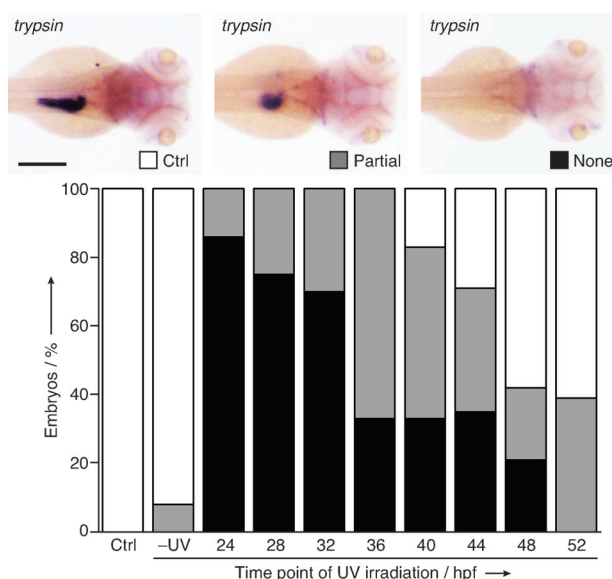 trypsin
trypsin
trypsin
Ctrl
Partial
None
100
80
60
40
20
0
Embryos / %
Ctrl
–UV
24
28
32
36
40
44
48
52
Time point of UV irradiation / hpf